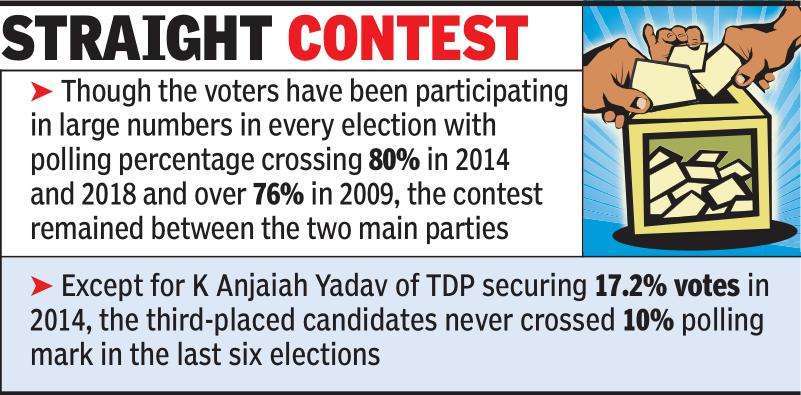 STRAIGHT CONTEST
➤ Though the voters have been participating
in large numbers in every election with
polling percentage crossing 80% in 2014
and 2018 and over 76% in 2009, the contest
remained between the two main parties
➤ Except for K Anjaiah Yadav of TDP securing 17.2% votes in
2014, the third-placed candidates never crossed 10% polling
mark in the last six elections